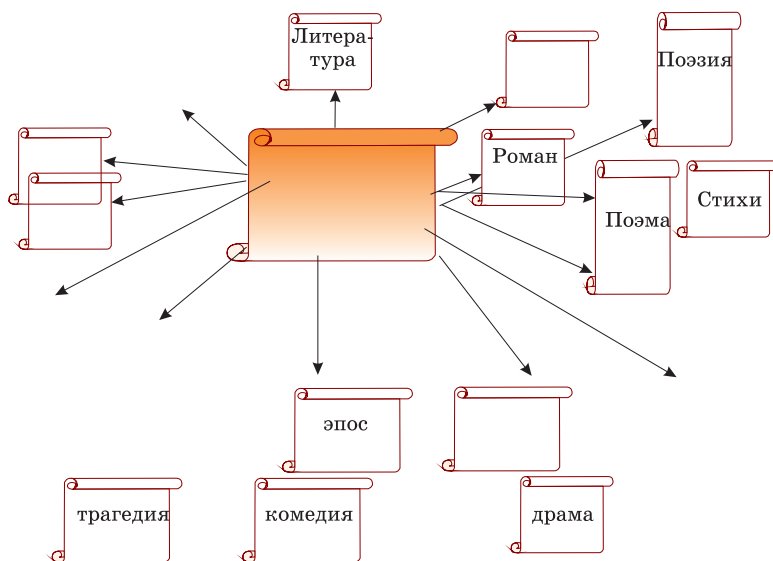 Литера-
тура
Поэзия
Роман
Поэма
Стихи
эпос
трагедия
комедия
драма